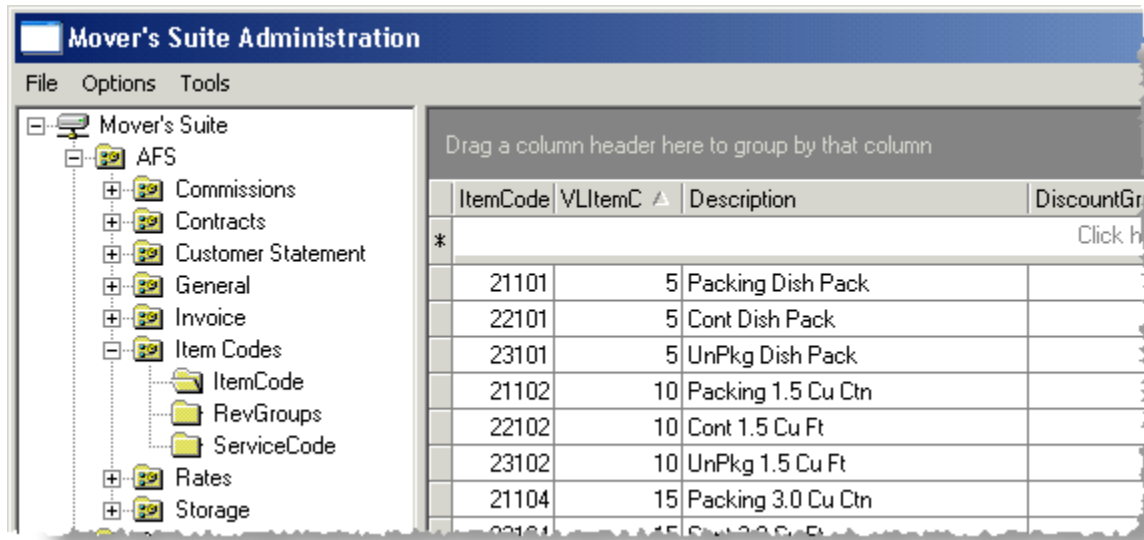 Mover's Suite Administration
File Options Tools
Mover's Suite
AFS
Commissions
Contracts
Customer Statement
General
Invoice
Item Codes
ItemCode
RevGroups
ServiceCode
Rates
Storage
Drag a column header here to group by that column
ItemCode VLItemC Description DiscountGr
* Click h
21101 5 Packing Dish Pack
22101 5 Cont Dish Pack
23101 5 UnPkg Dish Pack
21102 10 Packing 1.5 Cu Ctn
22102 10 Cont 1.5 Cu Ft
23102 10 UnPkg 1.5 Cu Ft
21104 15 Packing 3.0 Cu Ctn